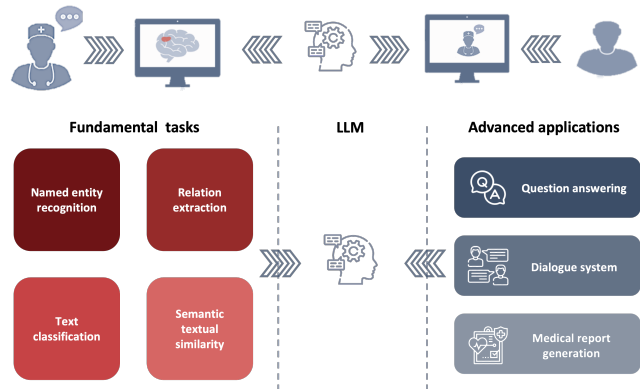 Fundamental tasks
LLM
Advanced applications
Named entity
recognition
Relation
extraction
Text
classification
Semantic
textual
similarity
Q
A
Question answering
Dialogue system
Medical report
generation